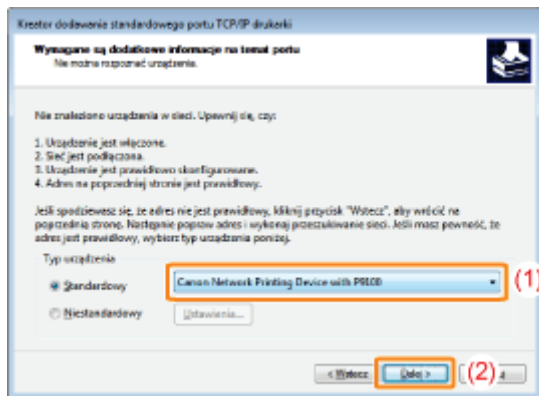 Kreator dodawania standardowego portu TCP/IP drukarki
Wymagane są dodatkowe informacje na temat portu
Nie można rozpoznać urządzenia.
Nie znaleziono urządzenia w sieci. Upewnij się, czy:
1. Urządzenie jest włączone.
2. Sieć jest podłączona.
3. Urządzenie jest prawidłowo skonfigurowane.
4. Adres na poprzedniej stronie jest prawidłowy.
Jeśli spodziewasz się, że adres nie jest prawidłowy, kliknij przycisk "Wstecz", aby wrócić na
poprzednią stronę. Następnie popraw adres i wykonaj przeszukiwanie sieci. Jeśli masz pewność, że
adres jest prawidłowy, wybierz typ urządzenia poniżej.
Typ urządzenia
Standardowy
Canon Network Printing Device with P9100
(1)
Niestandardowy
Ustawienia...
< Wstecz
Dalej >
(2)